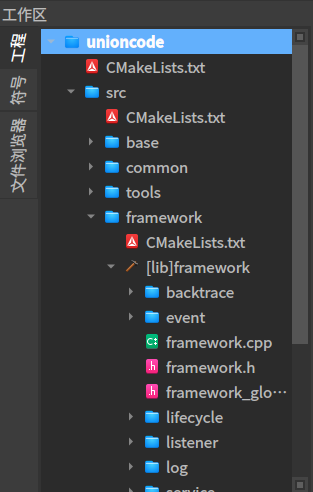 工作区
工程
符号
文件浏览器
unioncode
CMakeLists.txt
src
CMakeLists.txt
base
common
tools
framework
CMakeLists.txt
[lib]framework
backtrace
event
framework.cpp
framework.h
framework_glo⋯
lifecycle
listener
log
service